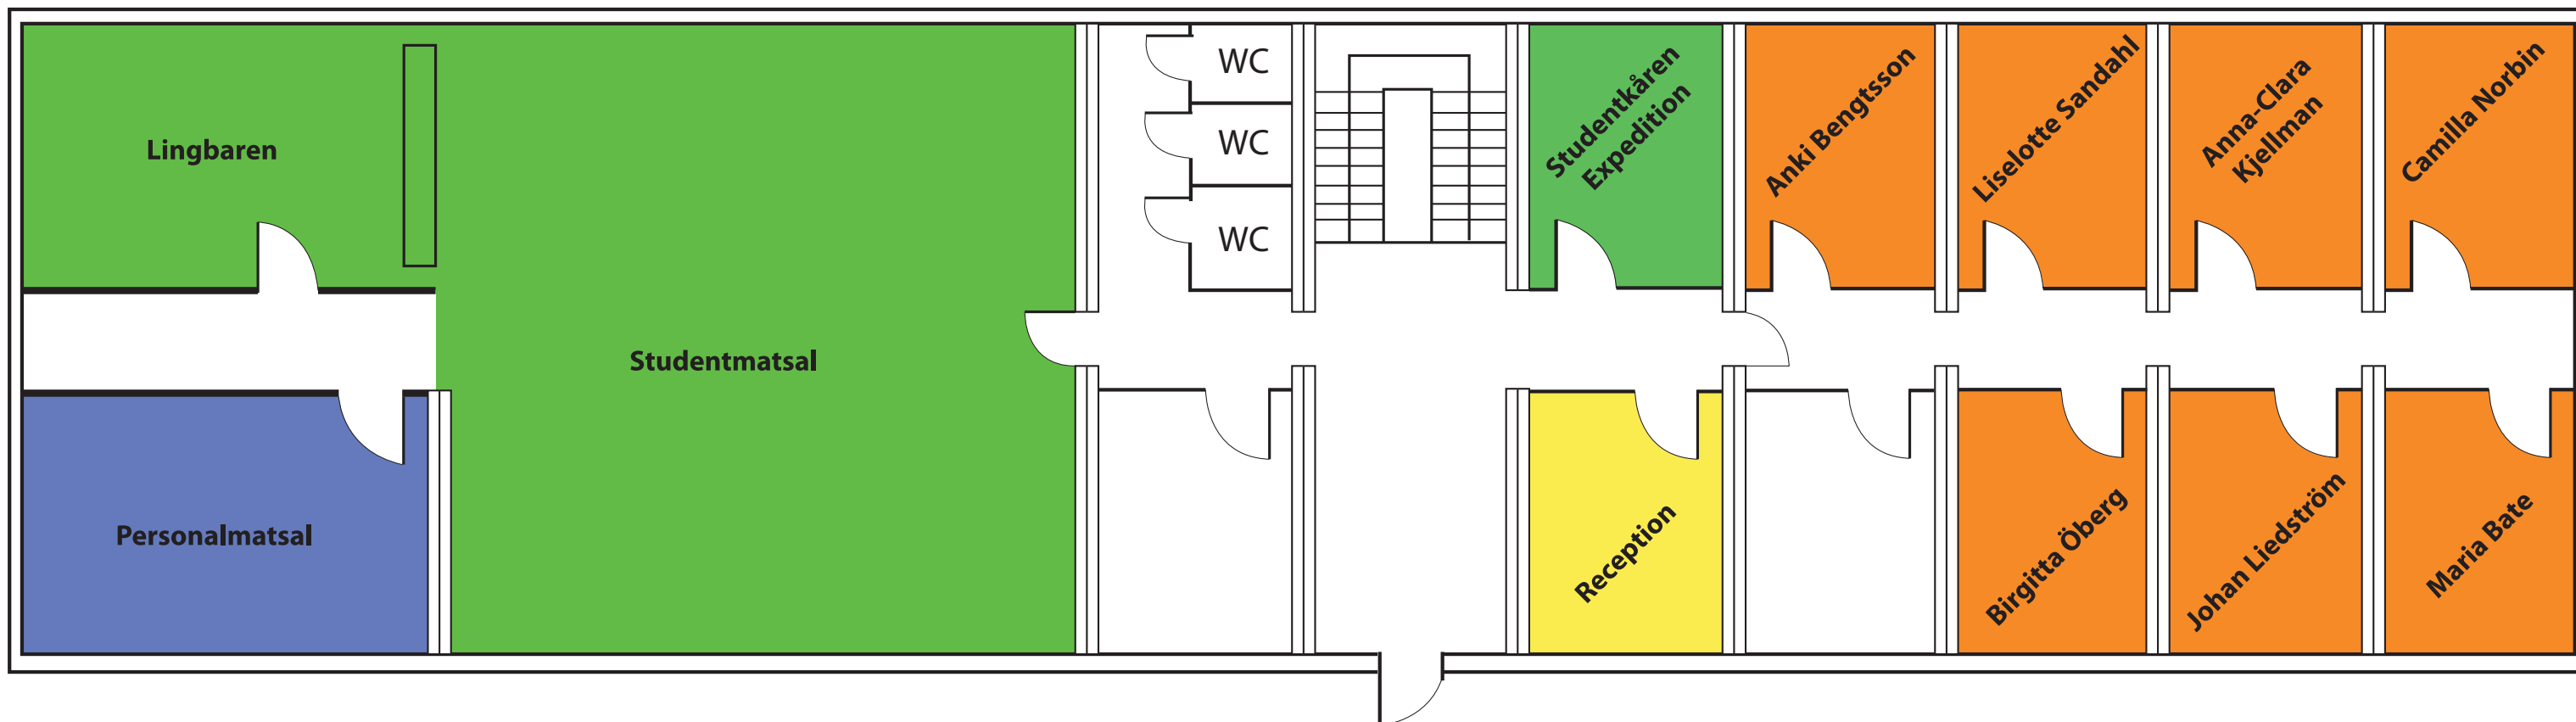 Lingbaren
Studentmatsal
Personalmatsal
WC
WC
WC
Studentkåren
Expedition
Anki Bengtsson
Liselotte Sandahl
Anna-Clara
Kjellman
Camilla Norbin
Reception
Birgitta Öberg
Johan Liedström
Maria Bate